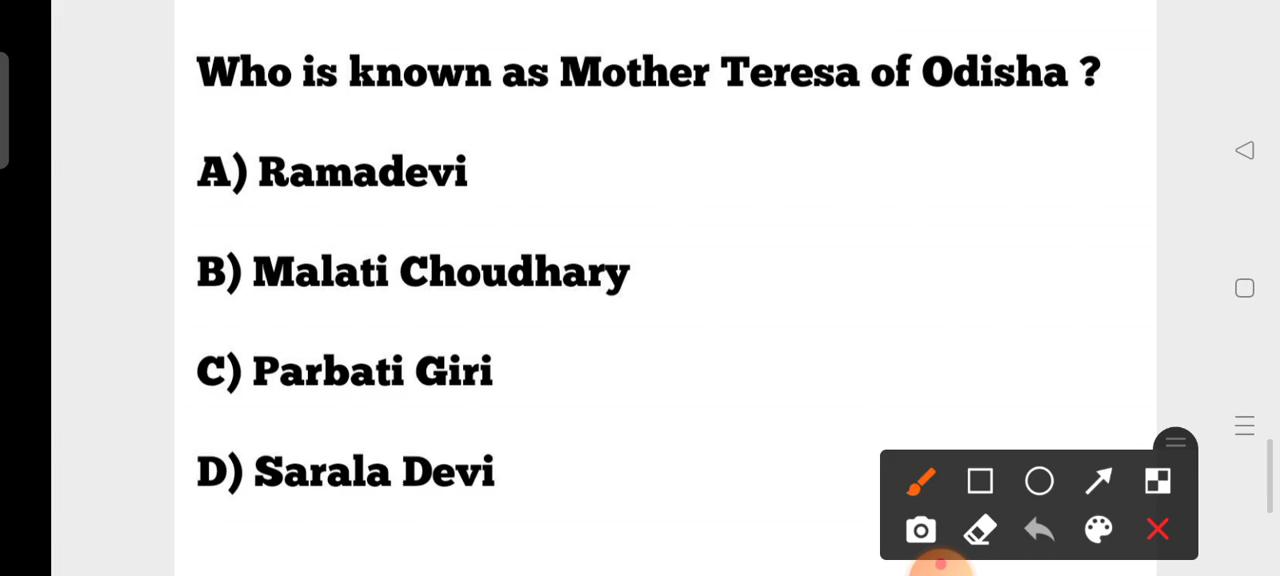 Who is known as Mother Teresa of Odisha ?
A) Ramadevi
B) Malati Choudhary
C) Parbati Giri
D) Sarala Devi